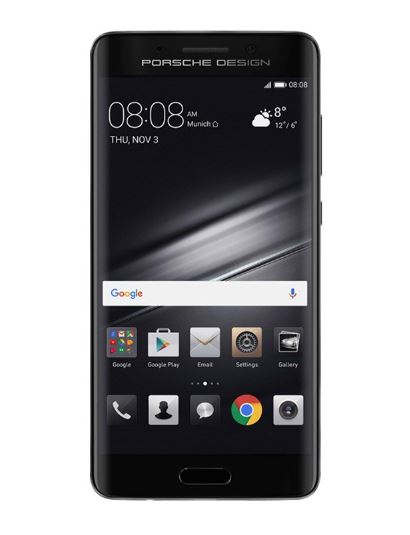 PORSCHE DESIGN
08:08
08:08 AM
Munich
THU, NOV 3
8°
12°/6°
Google
Google Google Play Email Settings Gallery